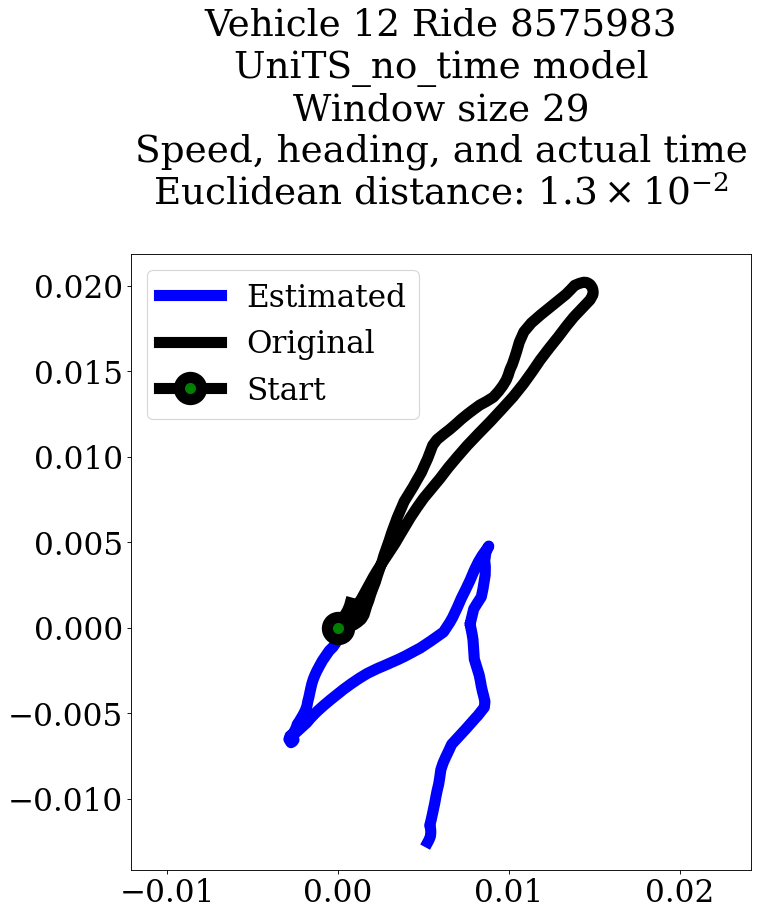 Vehicle 12 Ride 8575983
UniTS_no_time model
Window size 29
Speed, heading, and actual time
Euclidean distance: 1.3 × 10⁻²
Estimated
Original
Start
0.020
0.015
0.010
0.005
0.000
−0.005
−0.010
−0.01 0.00 0.01 0.02